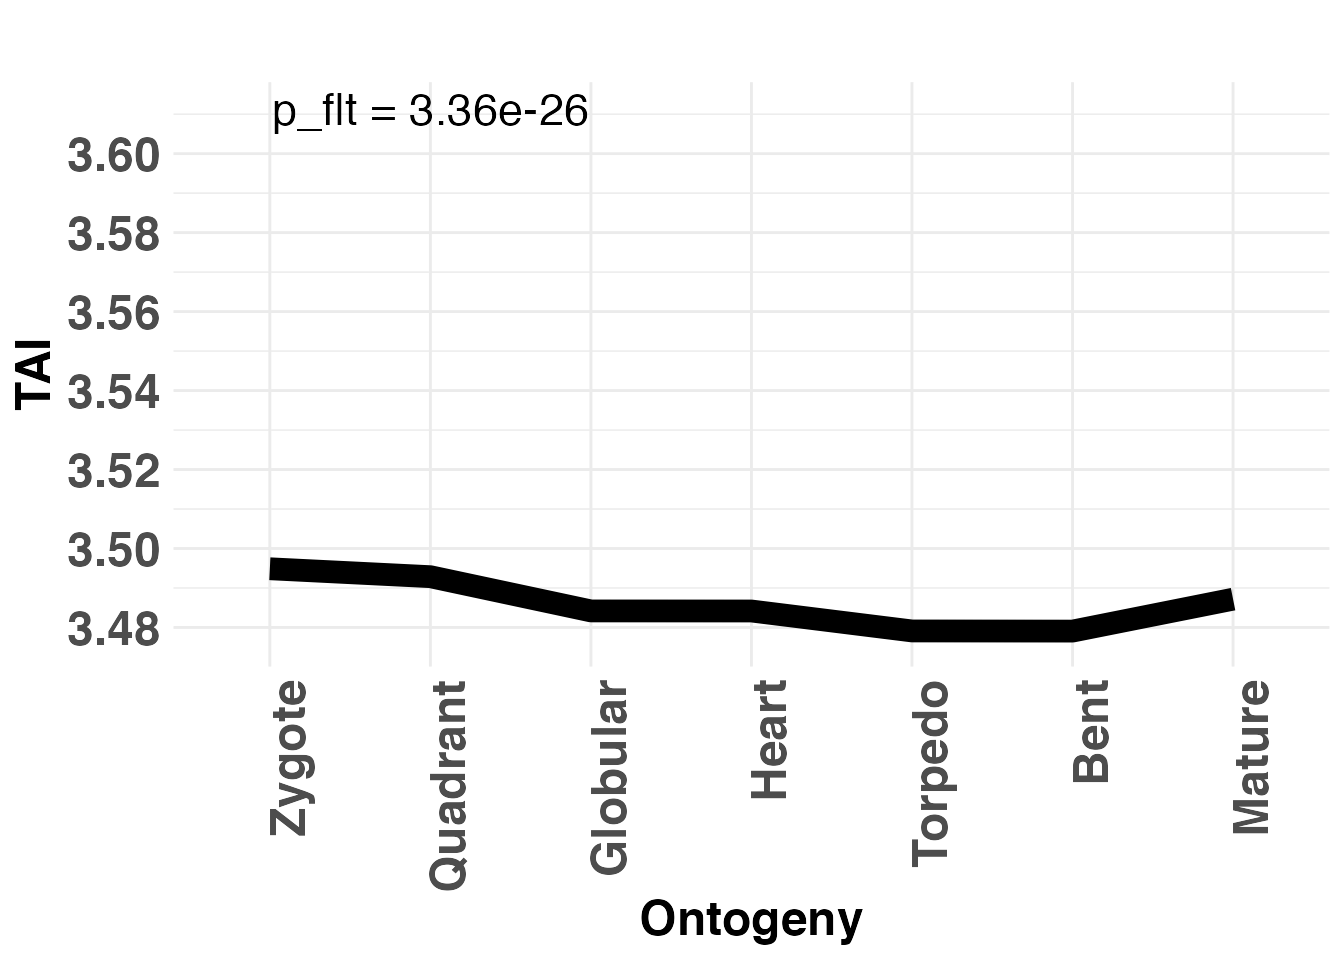 p_flt = 3.36e-26
3.60
3.58
3.56
3.54
3.52
3.50
3.48
TAI
Zygote
Quadrant
Globular
Heart
Torpedo
Bent
Mature
Ontogeny